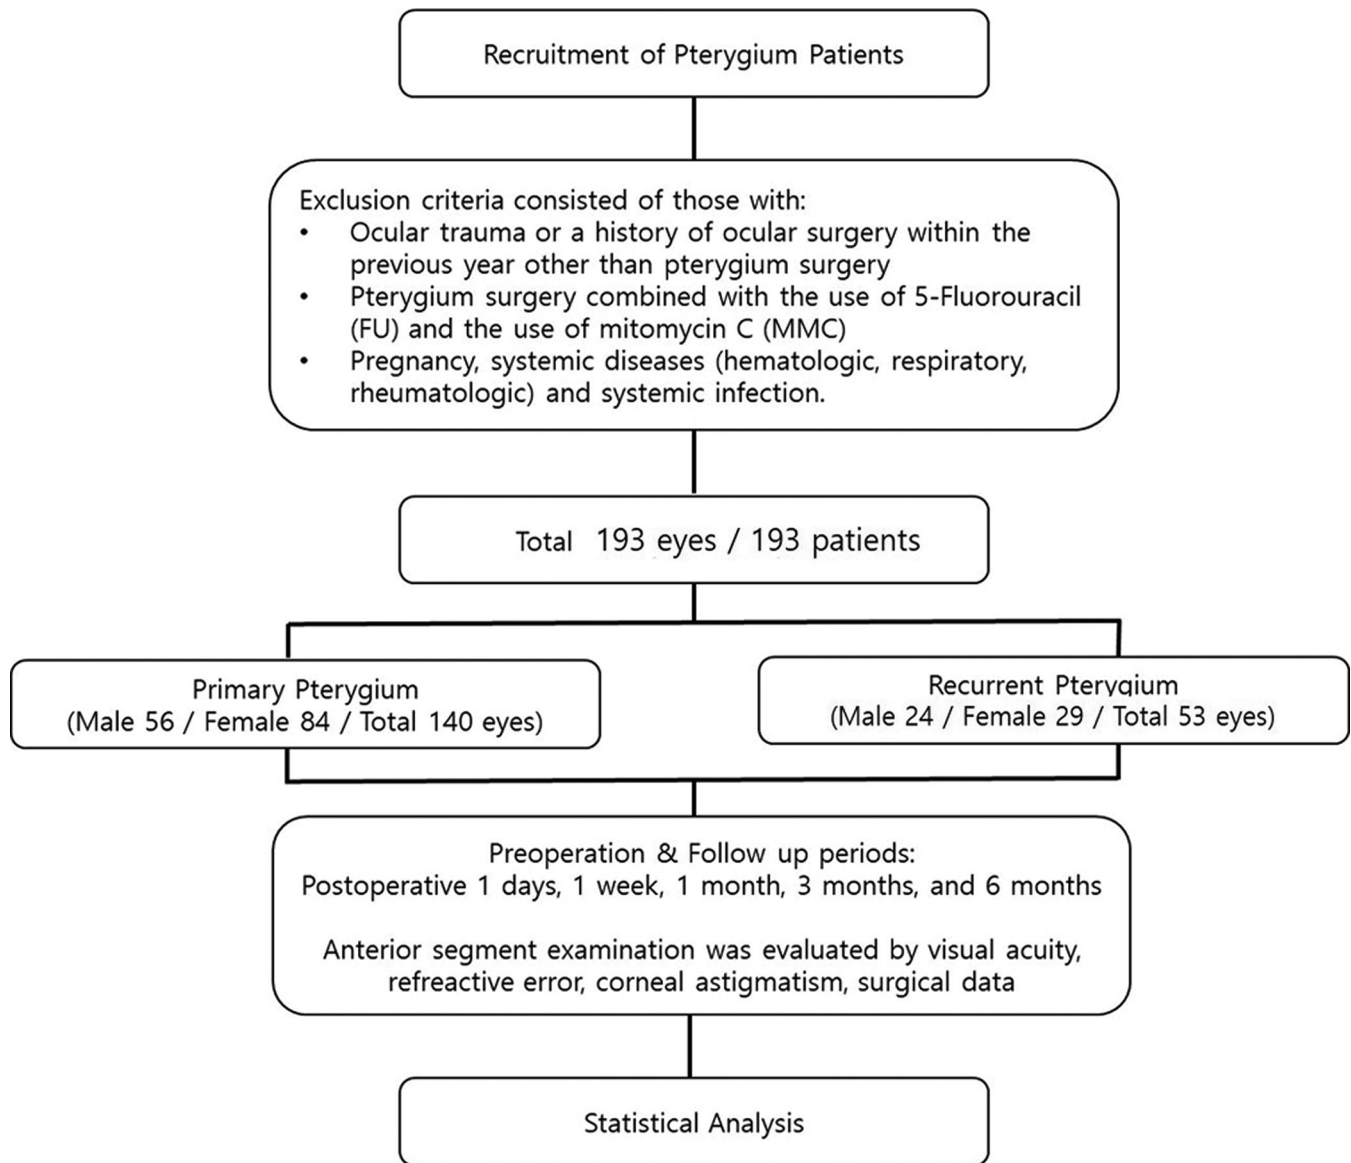 Recruitment of Pterygium Patients
Exclusion criteria consisted of those with:
• Ocular trauma or a history of ocular surgery within the
previous year other than pterygium surgery
• Pterygium surgery combined with the use of 5-Fluorouracil
(FU) and the use of mitomycin C (MMC)
• Pregnancy, systemic diseases (hematologic, respiratory,
rheumatologic) and systemic infection.
Total 193 eyes / 193 patients
Primary Pterygium
(Male 56 / Female 84 / Total 140 eyes)
Recurrent Pterygium
(Male 24 / Female 29 / Total 53 eyes)
Preoperation & Follow up periods:
Postoperative 1 days, 1 week, 1 month, 3 months, and 6 months
Anterior segment examination was evaluated by visual acuity,
refreactive error, corneal astigmatism, surgical data
Statistical Analysis